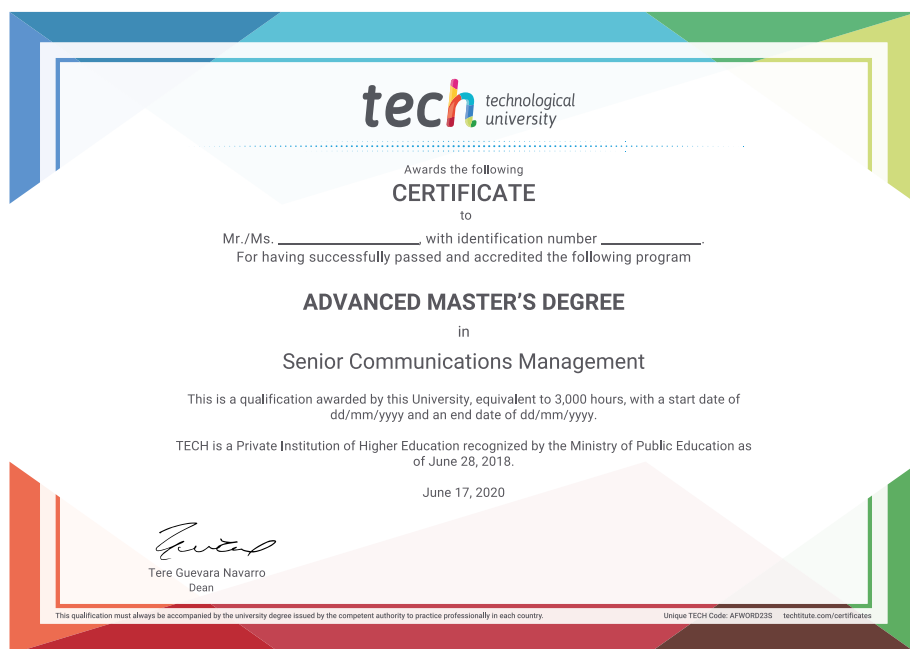 tech technological
university
Awards the following
CERTIFICATE
to
Mr./Ms. ________________, with identification number ____________.
For having successfully passed and accredited the following program
ADVANCED MASTER'S DEGREE
in
Senior Communications Management
This is a qualification awarded by this University, equivalent to 3,000 hours, with a start date of
dd/mm/yyyy and an end date of dd/mm/yyyy.
TECH is a Private Institution of Higher Education recognized by the Ministry of Public Education as
of June 28, 2018.
June 17, 2020
Tere Guevara Navarro
Dean
This qualification must always be accompanied by the university degree issued by the competent authority to practice professionally in each country.
Unique TECH Code: AFWORD23S techtitute.com/certificates